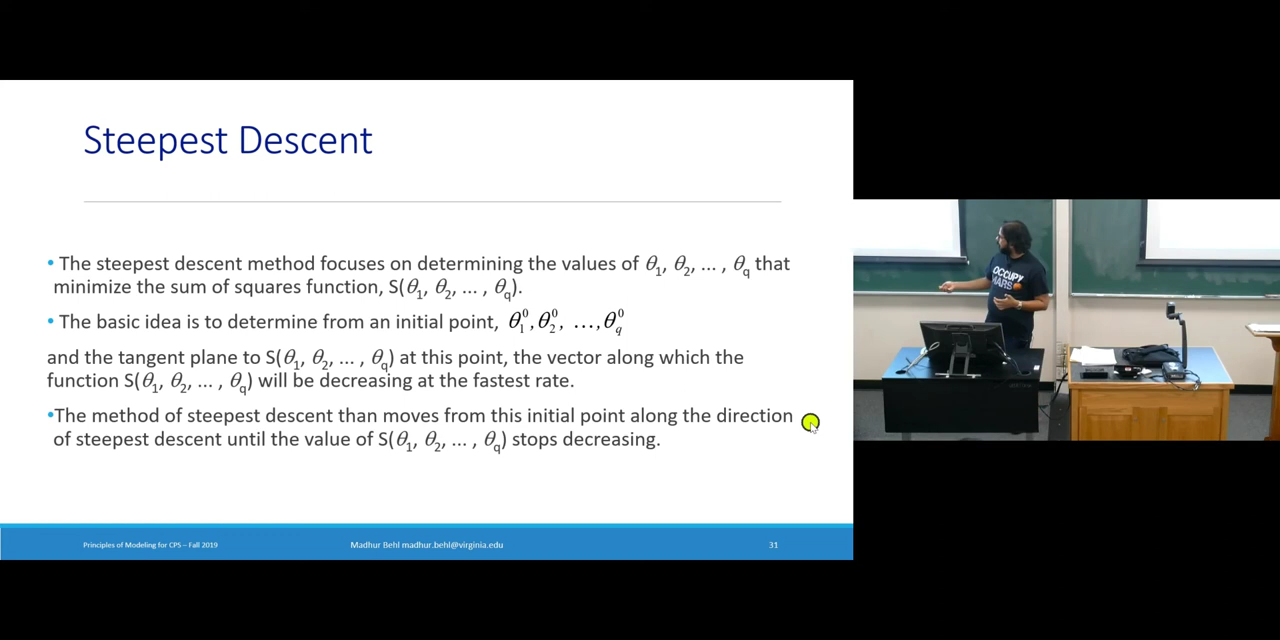 Steepest Descent
• The steepest descent method focuses on determining the values of θ₁, θ₂, ... , θq that
minimize the sum of squares function, S(θ₁, θ₂, ... , θq).
• The basic idea is to determine from an initial point, θ₁⁰, θ₂⁰, …, θq⁰
and the tangent plane to S(θ₁, θ₂, ... , θq) at this point, the vector along which the
function S(θ₁, θ₂, ... , θq) will be decreasing at the fastest rate.
•The method of steepest descent than moves from this initial point along the direction
of steepest descent until the value of S(θ₁, θ₂, ... , θq) stops decreasing.
Principles of Modeling for CPS – Fall 2019
Madhur Behl madhur.behl@virginia.edu
31
OCCUPY
MARS